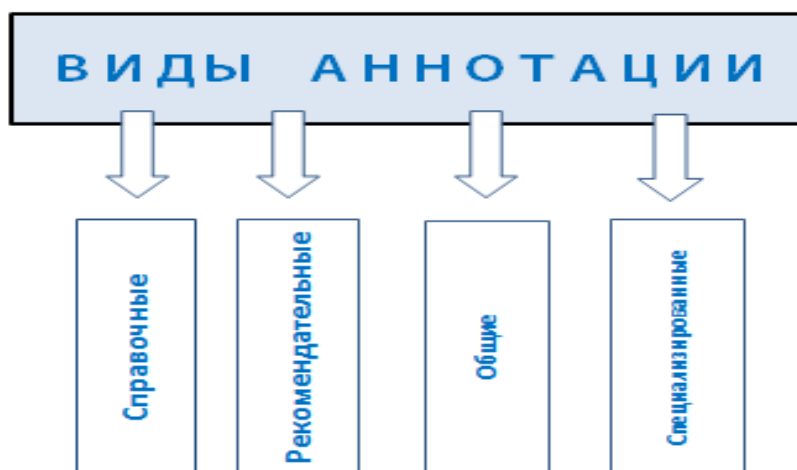 ВИДЫ АННОТАЦИИ
Справочные
Рекомендательные
Общие
Специализированные